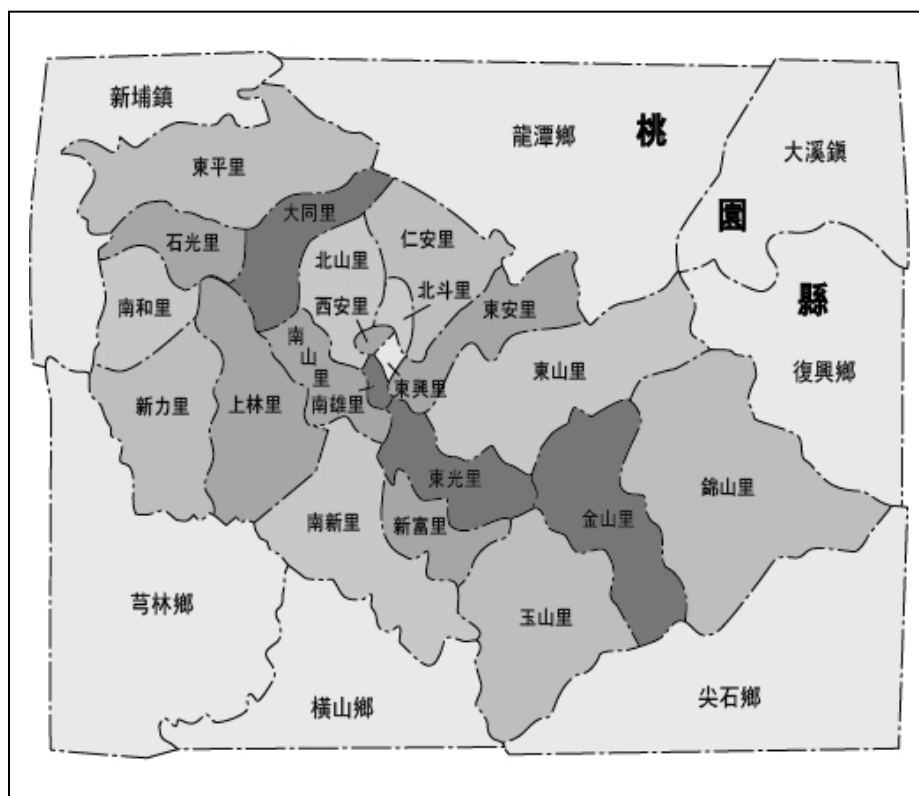 新埔鎮
龍潭鄉
桃
園
縣
大溪鎮
東平里
大同里
石光里
北山里
仁安里
北斗里
西安里
東安里
南和里
南山里
東興里
東山里
復興鄉
新力里
上林里
南雄里
東光里
錦山里
南新里
新富里
金山里
芎林鄉
玉山里
橫山鄉
尖石鄉